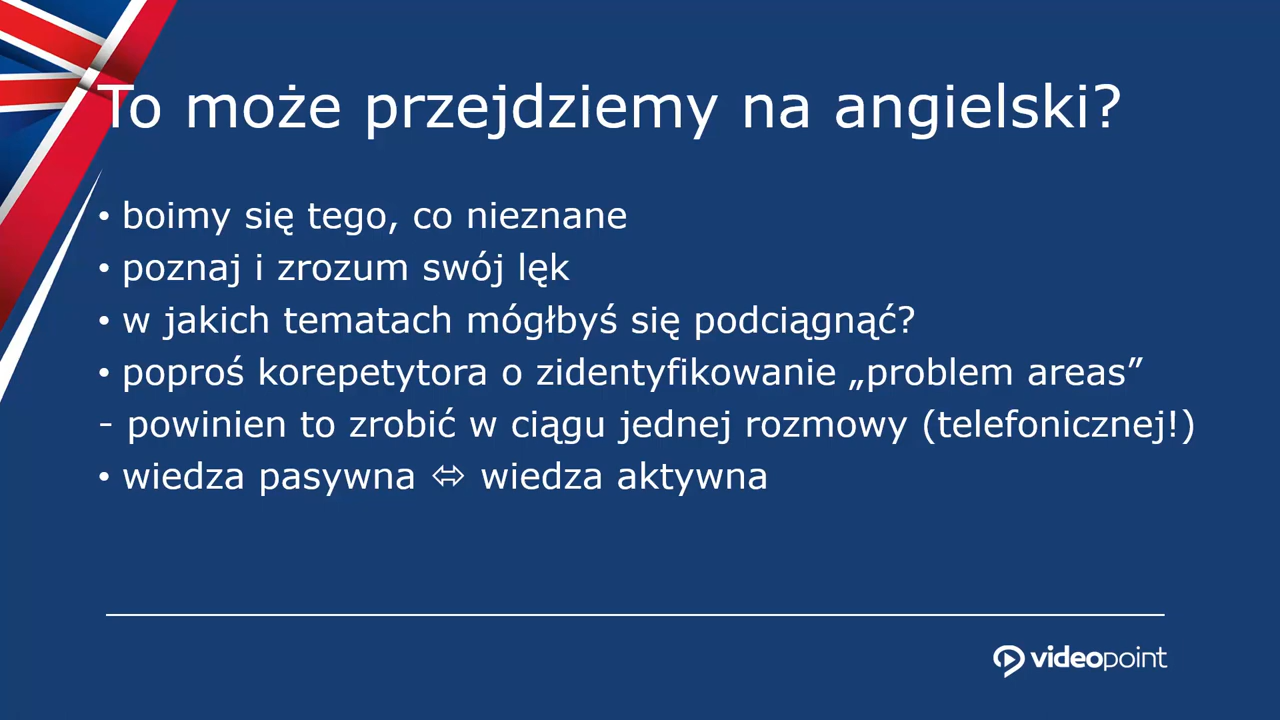 To może przejdziemy na angielski?
• boimy się tego, co nieznane
• poznaj i zrozum swój lęk
• w jakich tematach mógłbyś się podciągnąć?
• poproś korepetytora o zidentyfikowanie „problem areas”
- powinien to zrobić w ciągu jednej rozmowy (telefonicznej!)
• wiedza pasywna ⬄ wiedza aktywna
videopoint